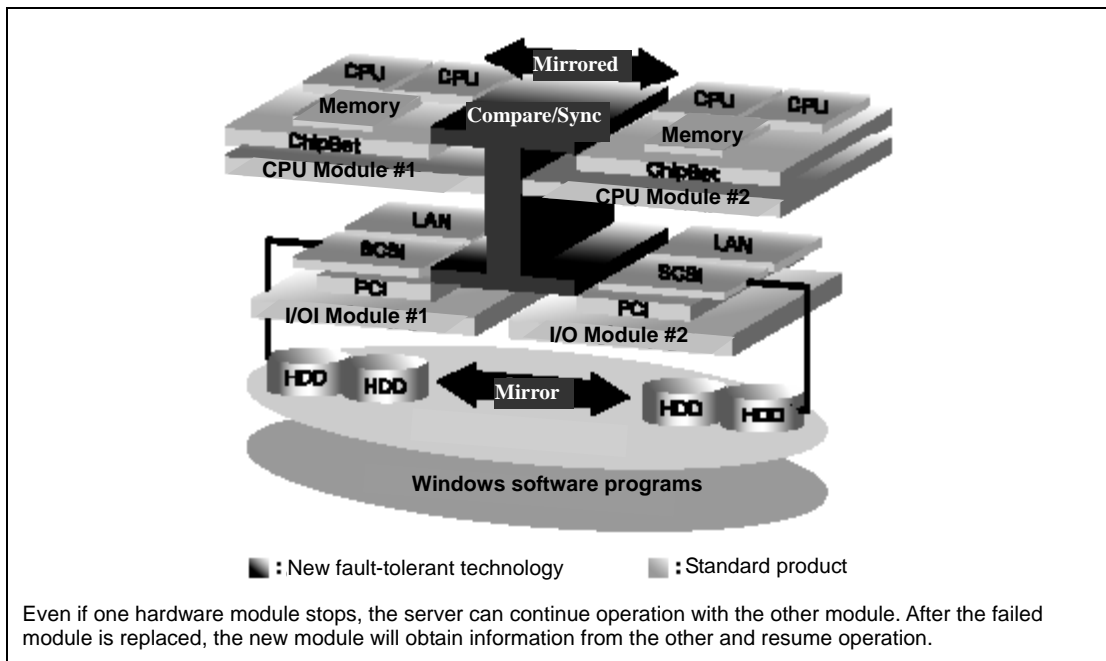 Mirrored
CPU
CPU
CPU
CPU
Memory
Compare/Sync
Memory
ChipSet
ChipSet
CPU Module #1
CPU Module #2
LAN
LAN
SCSI
SCSI
PCI
PCI
I/OI Module #1
I/O Module #2
HDD
HDD
Mirror
HDD
HDD
Windows software programs
: New fault-tolerant technology
: Standard product
Even if one hardware module stops, the server can continue operation with the other module. After the failed
module is replaced, the new module will obtain information from the other and resume operation.